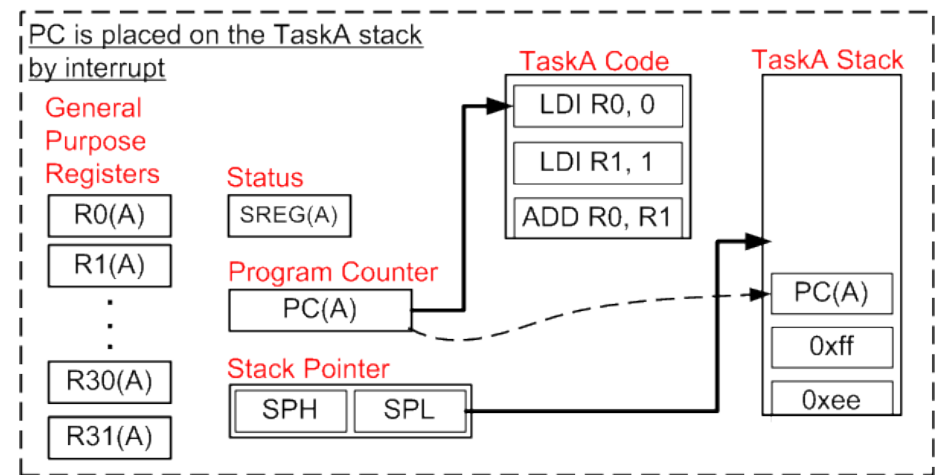 PC is placed on the TaskA stack
by interrupt
General
Purpose
Registers
R0(A)
R1(A)
.
.
.
R30(A)
R31(A)
Status
SREG(A)
Program Counter
PC(A)
Stack Pointer
SPH
SPL
TaskA Code
LDI R0, 0
LDI R1, 1
ADD R0, R1
TaskA Stack
PC(A)
0xff
0xee